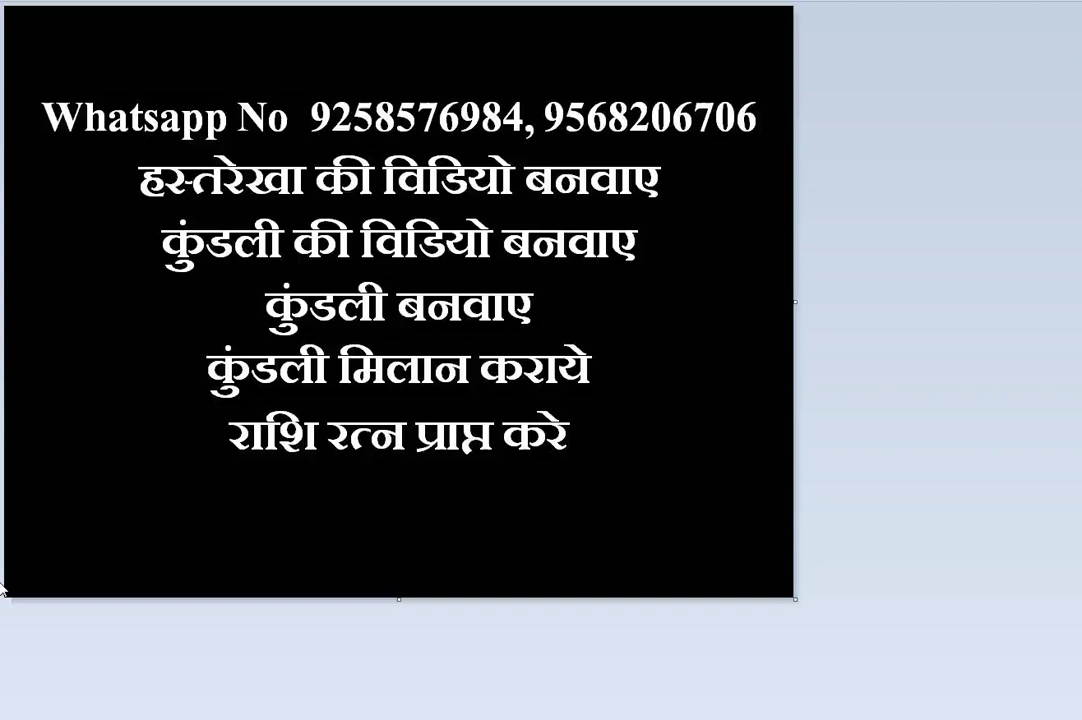 Whatsapp No 9258576984, 9568206706
हस्तरेखा की विडियो बनवाए
कुंडली की विडियो बनवाए
कुंडली बनवाए
कुंडली मिलान कराये
राशि रत्न प्राप्त करे